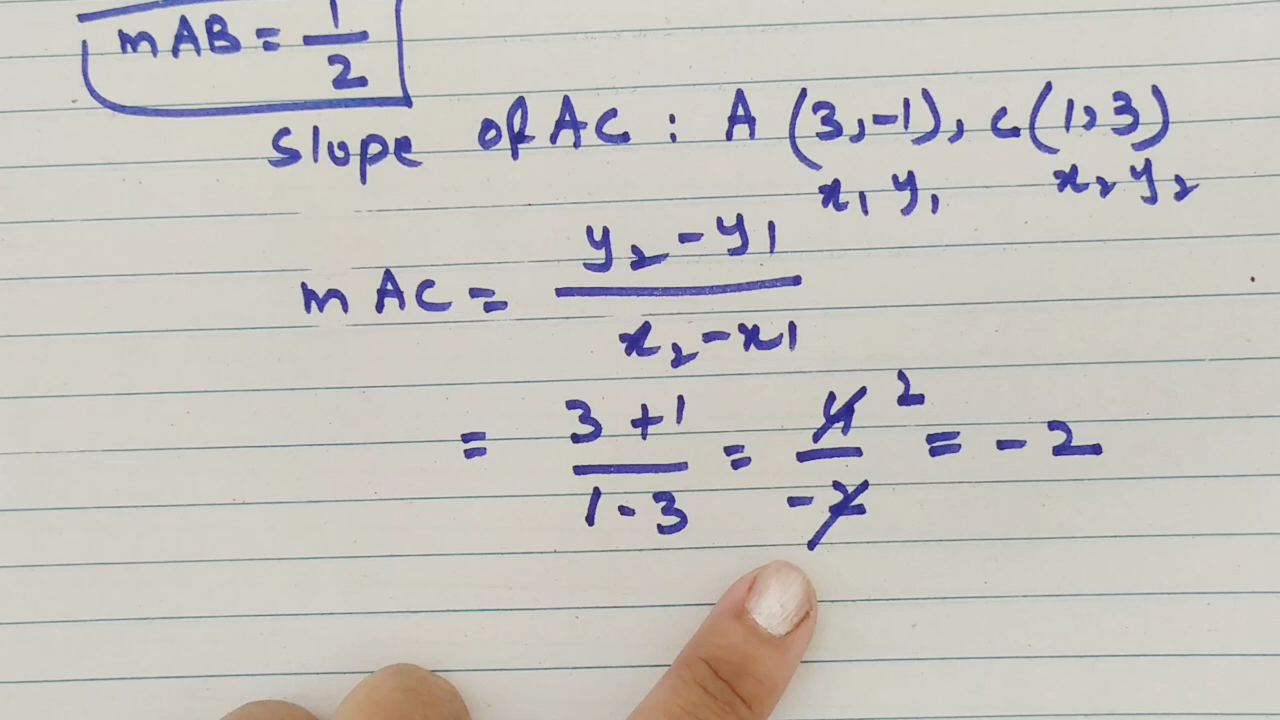 mAB = 1/2
Slope of AC : A (3,-1), C(1,3)
x₁ y₁ x₂ y₂
mAC = y₂-y₁ / x₂-x₁
= 3+1 / 1-3 = 4 / -2 2 = -2